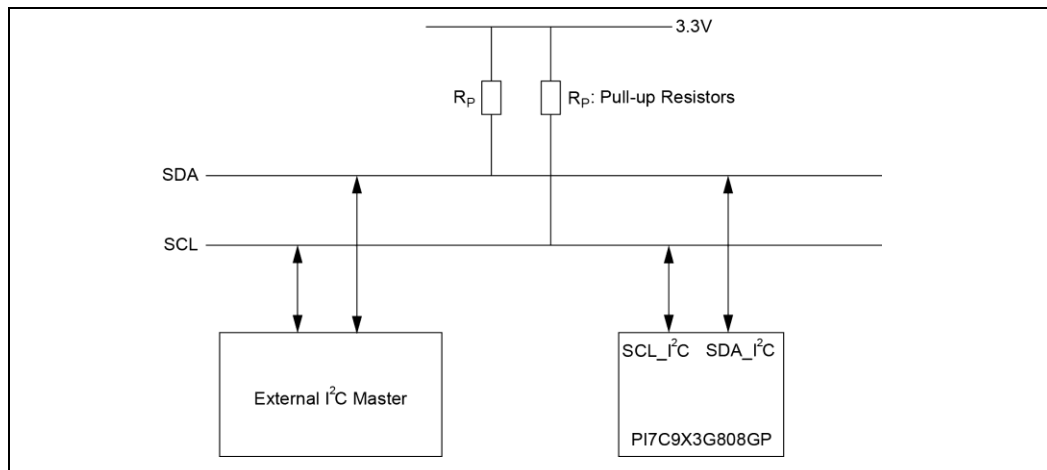 3.3V
R_P
R_P: Pull-up Resistors
SDA
SCL
SCL_I²C SDA_I²C
External I²C Master
PI7C9X3G808GP